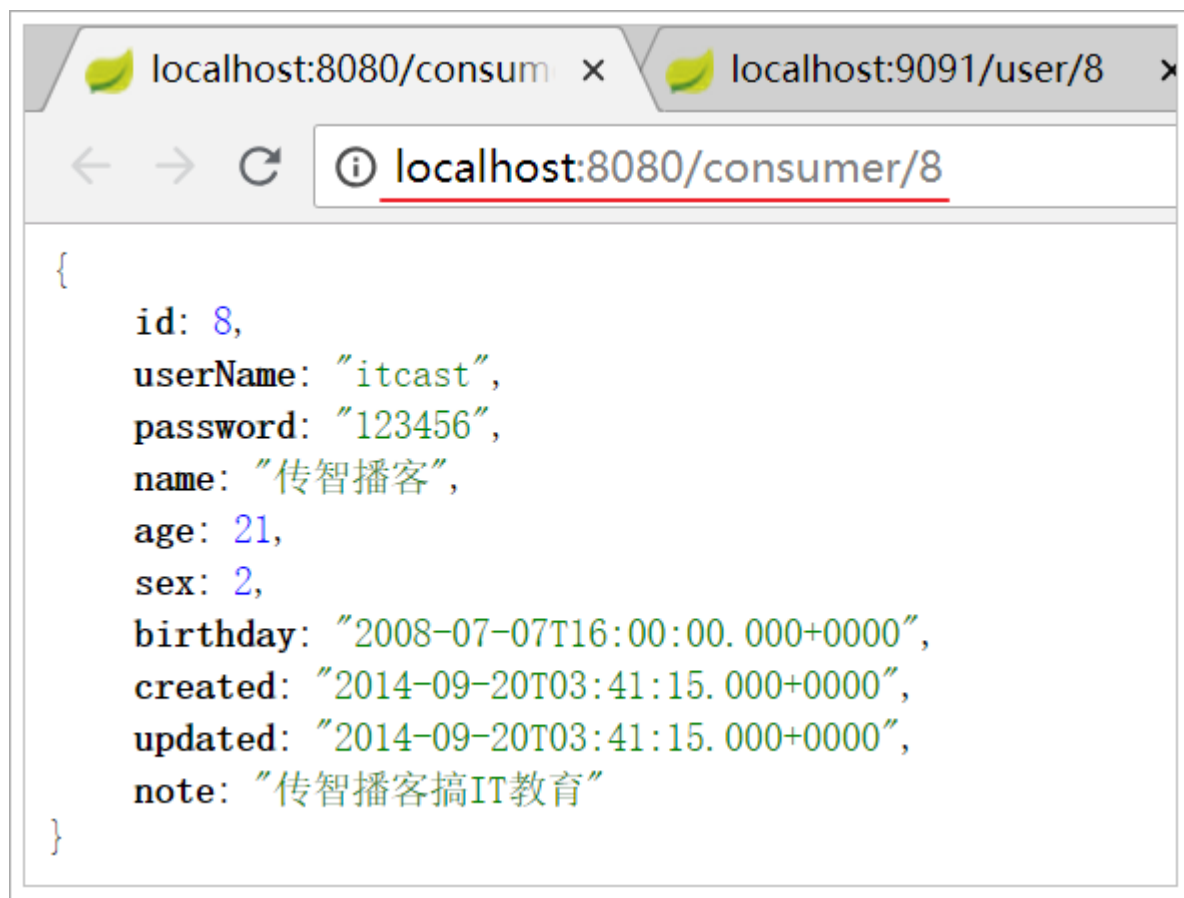 localhost:8080/consum
localhost:9091/user/8
localhost:8080/consumer/8
{
id: 8,
userName: "itcast",
password: "123456",
name: "传智播客",
age: 21,
sex: 2,
birthday: "2008-07-07T16:00:00.000+0000",
created: "2014-09-20T03:41:15.000+0000",
updated: "2014-09-20T03:41:15.000+0000",
note: "传智播客搞IT教育"
}